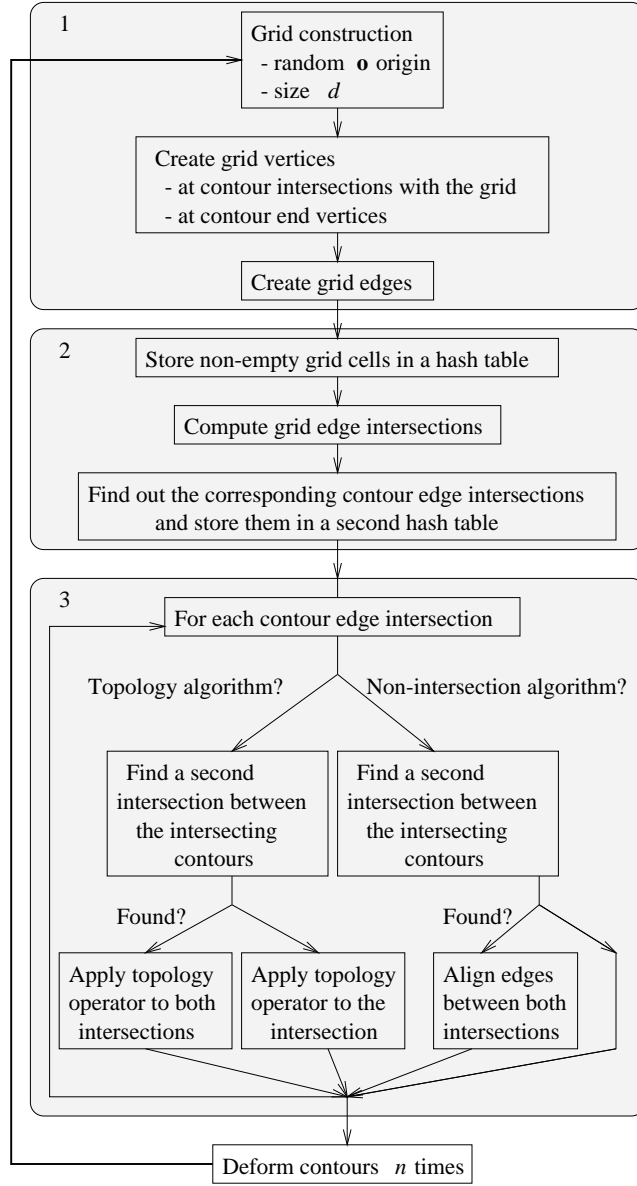 1
Grid construction
- random o origin
- size d
Create grid vertices
- at contour intersections with the grid
- at contour end vertices
Create grid edges
2
Store non-empty grid cells in a hash table
Compute grid edge intersections
Find out the corresponding contour edge intersections
and store them in a second hash table
3
For each contour edge intersection
Topology algorithm?
Non-intersection algorithm?
Find a second
intersection between
the intersecting
contours
Find a second
intersection between
the intersecting
contours
Found?
Found?
Apply topology
operator to both
intersections
Apply topology
operator to the
intersection
Align edges
between both
intersections
Deform contours n times